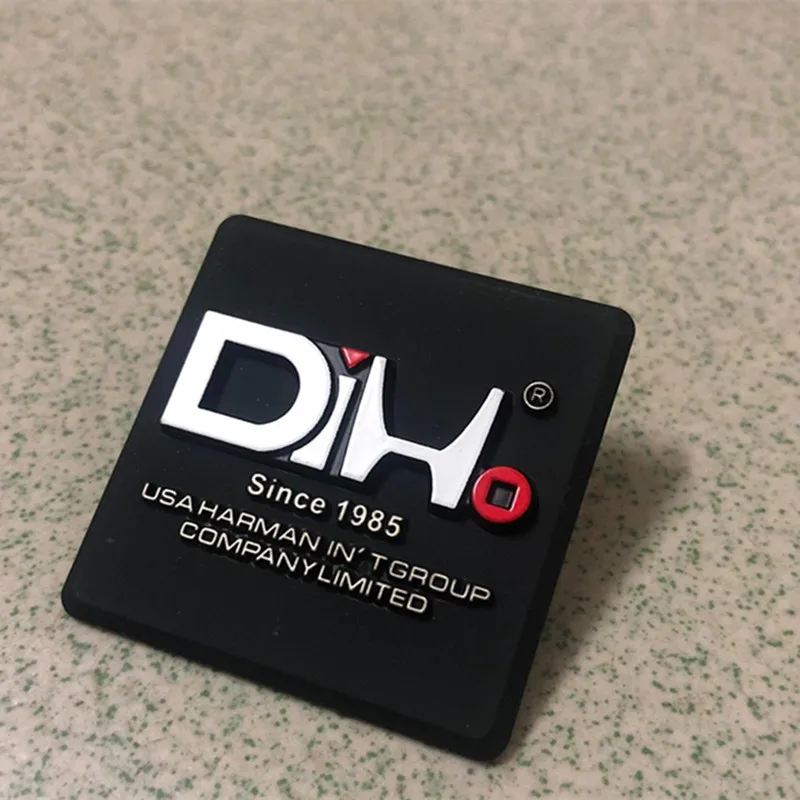 DiH ®
Since 1985
USA HARMAN IN'T GROUP
COMPANY LIMITED